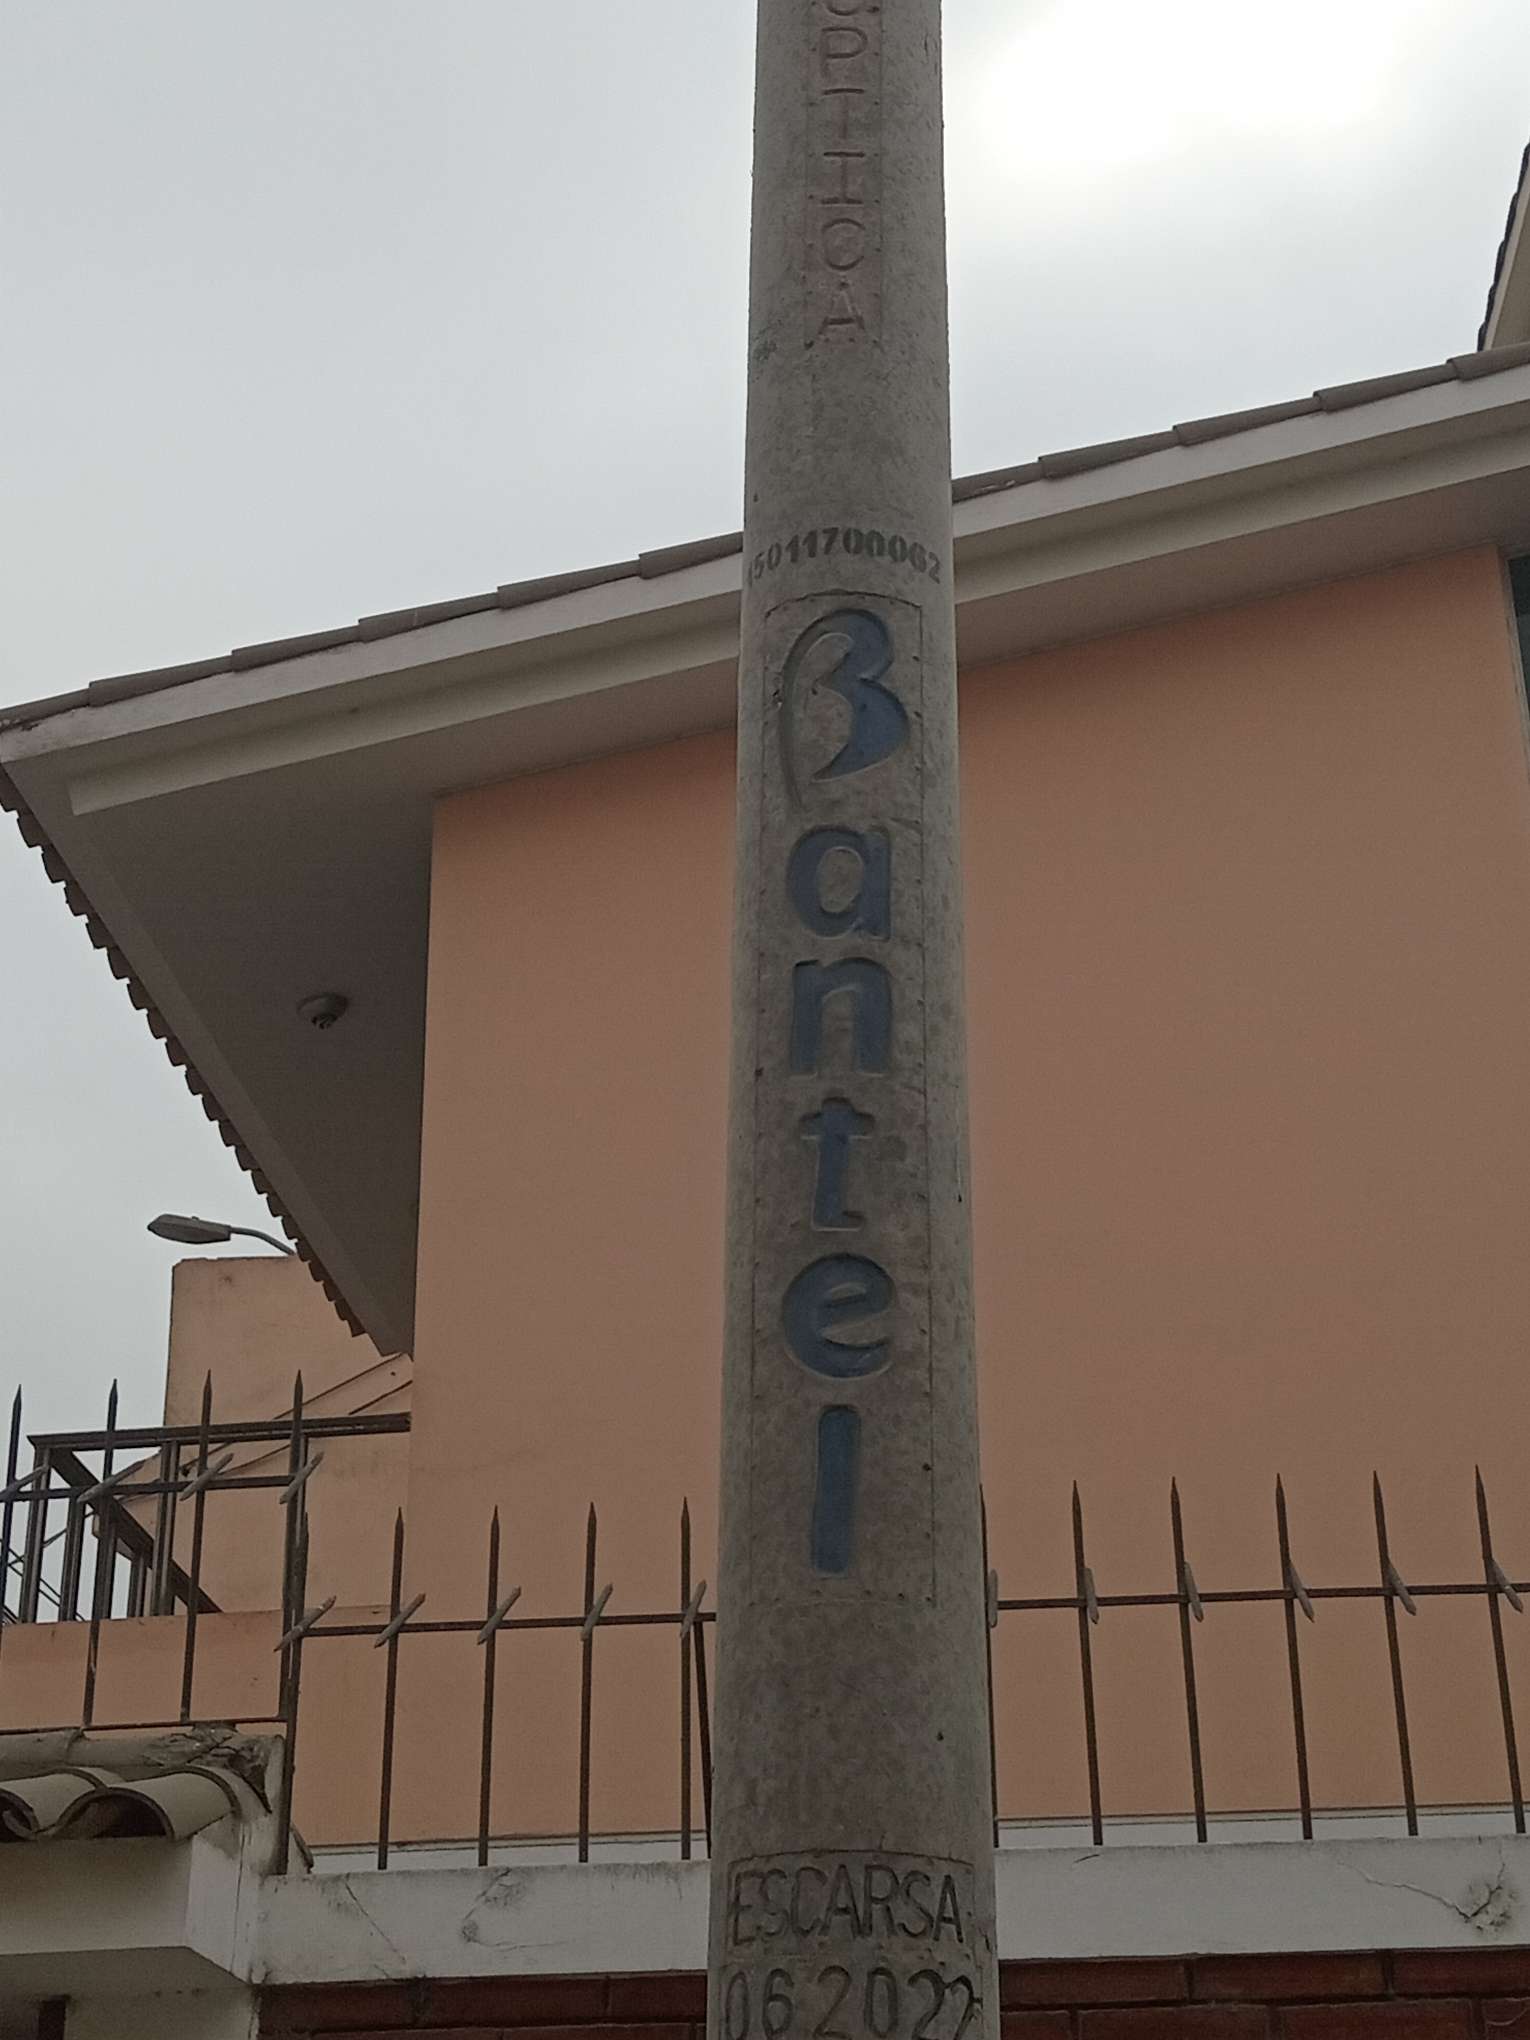 OPTICA
15011700062
Bantel
ESCARSA
06 2022